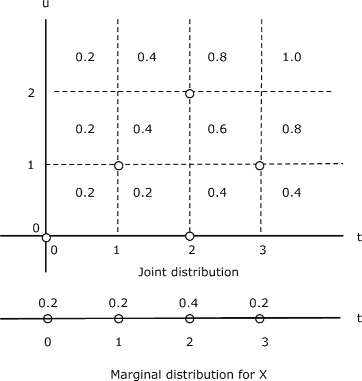 u
0.2 0.4 0.8 1.0
2
0.2 0.4 0.6 0.8
1
0.2 0.2 0.4 0.4
0
t
0 1 2 3
Joint distribution
0.2 0.2 0.4 0.2
t
0 1 2 3
Marginal distribution for X